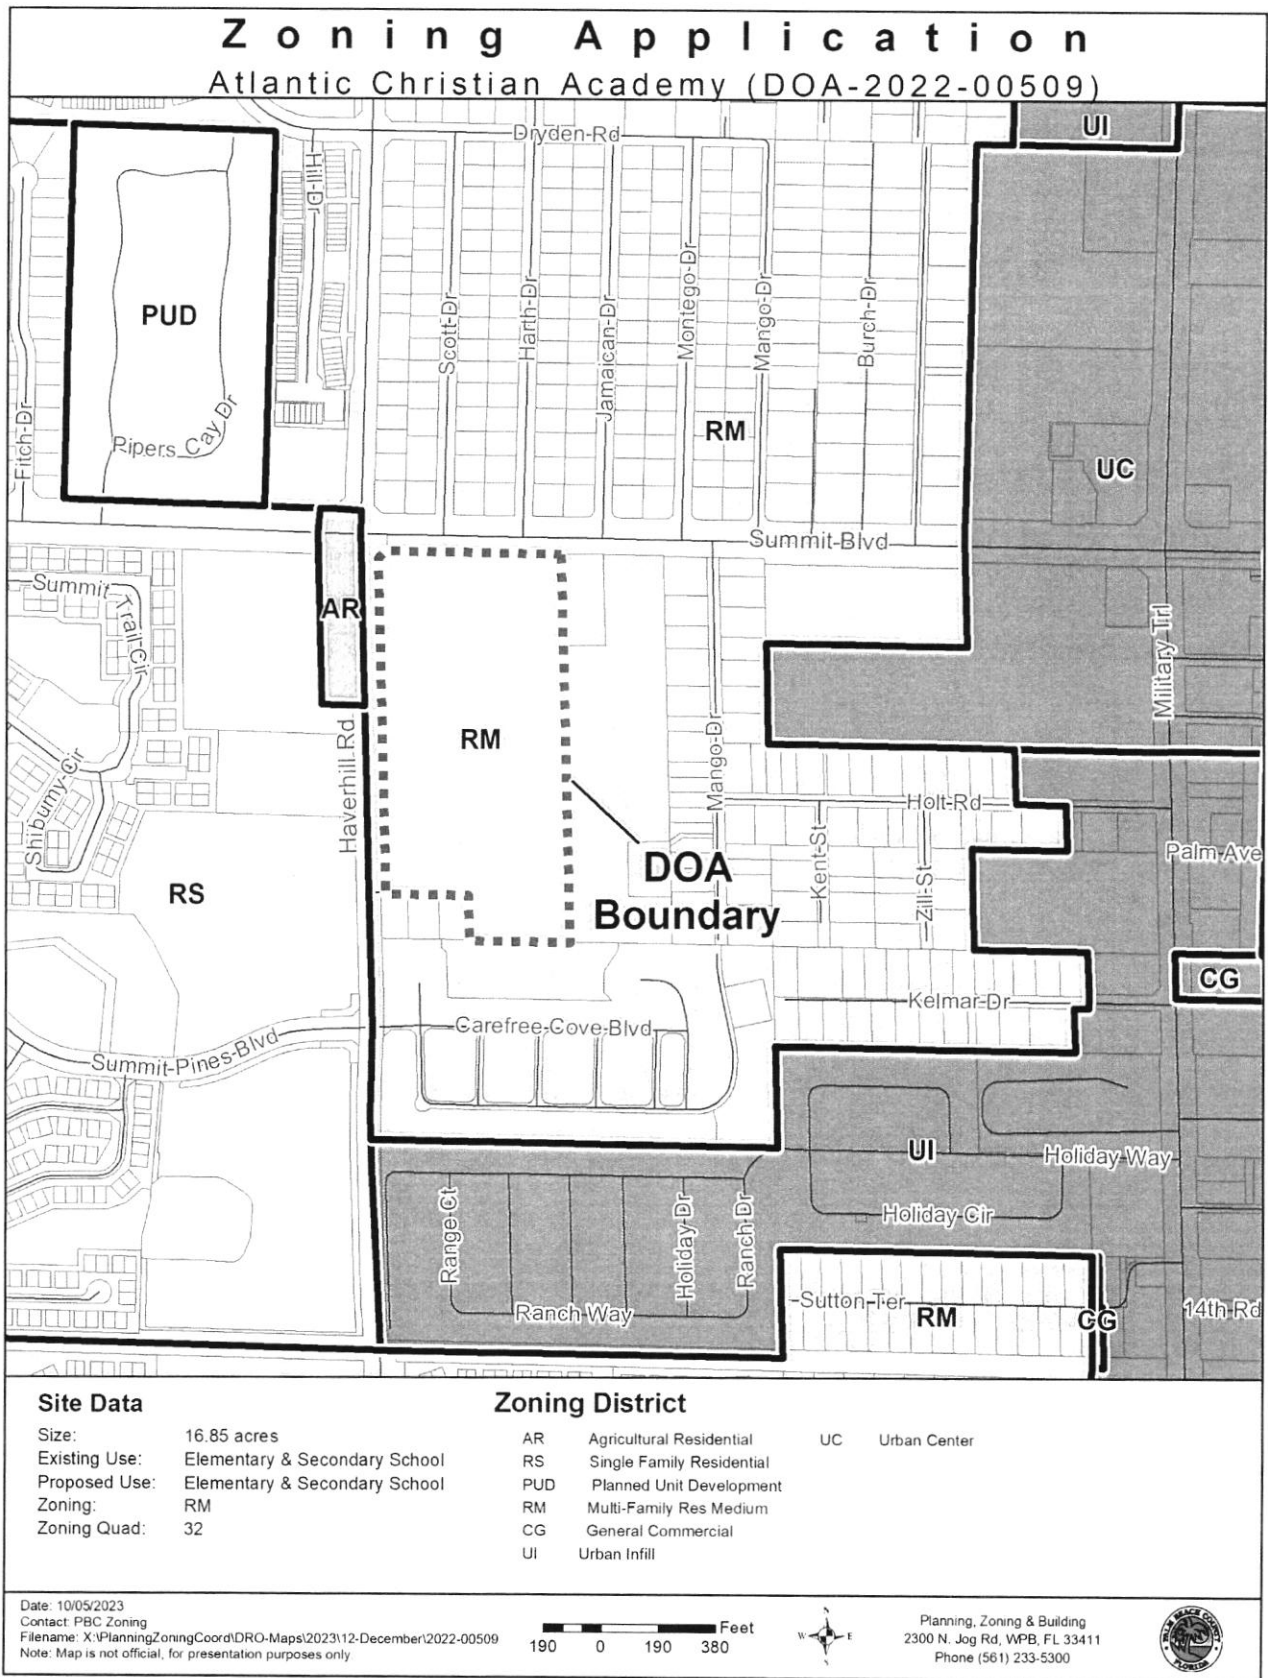 Zoning Application
Atlantic Christian Academy (DOA-2022-00509)
UI
Dryden Rd
Hill Dr
PUD
Scott Dr
Harth Dr
Jamaican Dr
Montego Dr
Mango Dr
Burch Dr
Fitch Dr
Pipers Cay Dr
RM
UC
Summit Blvd
Summit Trail Cir
AR
Military Trl
RM
Mango Dr
Haverhill Rd
Shibumy Cir
Holt Rd
Kent St
Zill St
Palm Ave
DOA
Boundary
RS
CG
Kelmar Dr
Carefree Cove Blvd
Summit Pines Blvd
UI
Holiday Way
Range Ct
Holiday Dr
Ranch Dr
Holiday Cir
Ranch Way
Sutton Ter
RM
CG
14th Rd
Site Data
Size: 16.85 acres
Existing Use: Elementary & Secondary School
Proposed Use: Elementary & Secondary School
Zoning: RM
Zoning Quad: 32
Zoning District
AR Agricultural Residential
RS Single Family Residential
PUD Planned Unit Development
RM Multi-Family Res Medium
CG General Commercial
UI Urban Infill
UC Urban Center
Date: 10/05/2023
Contact: PBC Zoning
Filename: X:\PlanningZoningCoord\DRO-Maps\2023\12-December\2022-00509
Note: Map is not official, for presentation purposes only
Feet
190 0 190 380
N
W E
S
Planning, Zoning & Building
2300 N. Jog Rd, WPB, FL 33411
Phone (561) 233-5300
PALM BEACH COUNTY
FLORIDA